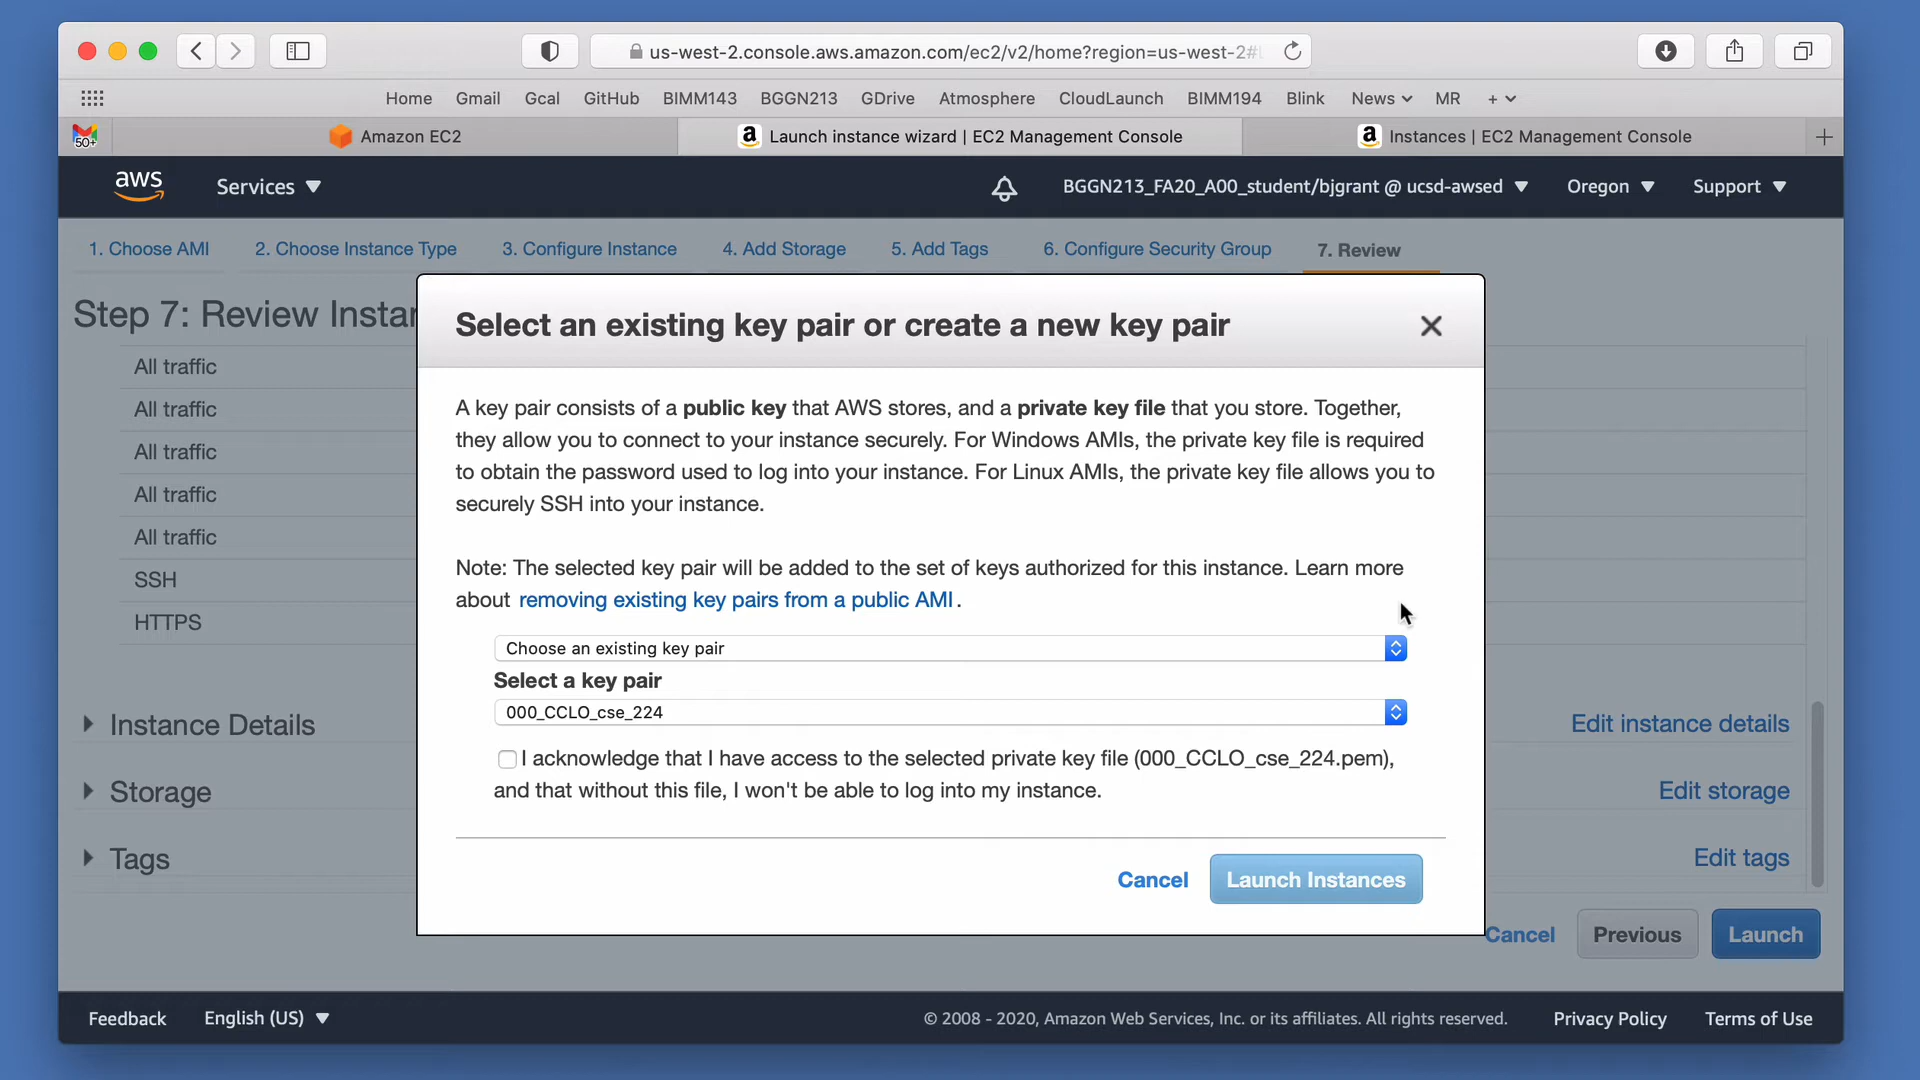 us-west-2.console.aws.amazon.com/ec2/v2/home?region=us-west-2#
Home Gmail Gcal GitHub BIMM143 BGGN213 GDrive Atmosphere CloudLaunch BIMM194 Blink News MR +
50+ Amazon EC2 a Launch instance wizard | EC2 Management Console a Instances | EC2 Management Console +
aws Services BGGN213_FA20_A00_student/bjgrant @ ucsd-awsed Oregon Support
1. Choose AMI 2. Choose Instance Type 3. Configure Instance 4. Add Storage 5. Add Tags 6. Configure Security Group 7. Review
Step 7: Review Instan
Select an existing key pair or create a new key pair
All traffic
All traffic
All traffic
All traffic
All traffic
SSH
HTTPS
A key pair consists of a public key that AWS stores, and a private key file that you store. Together,
they allow you to connect to your instance securely. For Windows AMIs, the private key file is required
to obtain the password used to log into your instance. For Linux AMIs, the private key file allows you to
securely SSH into your instance.
Note: The selected key pair will be added to the set of keys authorized for this instance. Learn more
about removing existing key pairs from a public AMI.
Choose an existing key pair
Select a key pair
000_CCLO_cse_224
I acknowledge that I have access to the selected private key file (000_CCLO_cse_224.pem),
and that without this file, I won't be able to log into my instance.
Cancel Launch Instances
Instance Details Edit instance details
Storage Edit storage
Tags Edit tags
Cancel Previous Launch
Feedback English (US) © 2008 - 2020, Amazon Web Services, Inc. or its affiliates. All rights reserved. Privacy Policy Terms of Use